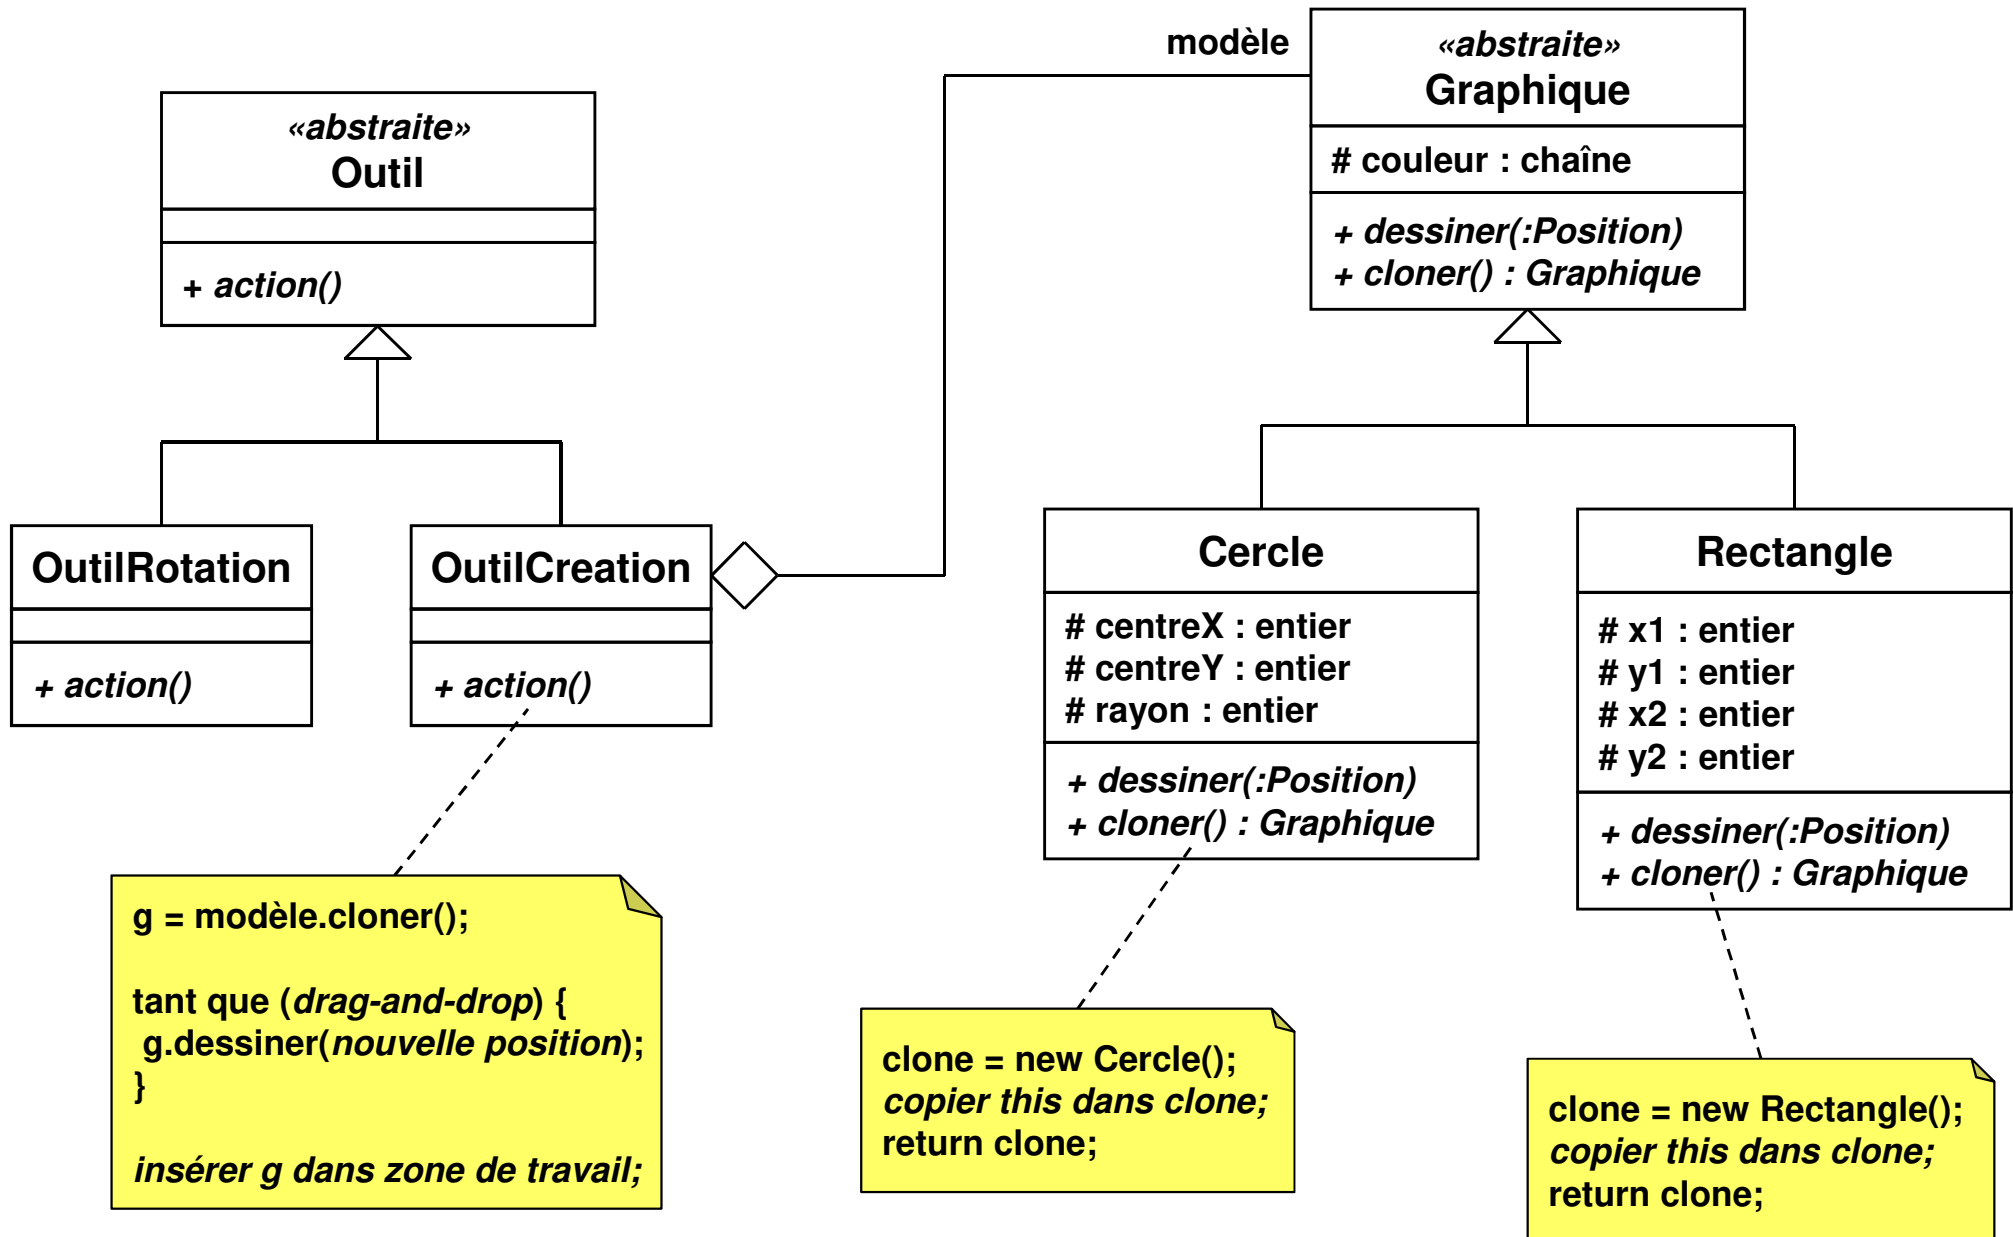 «abstraite»
Outil
+ action()
OutilRotation
+ action()
OutilCreation
+ action()
g = modèle.cloner();
tant que (drag-and-drop) {
g.dessiner(nouvelle position);
}
insérer g dans zone de travail;
modèle
«abstraite»
Graphique
# couleur : chaîne
+ dessiner(:Position)
+ cloner() : Graphique
Cercle
# centreX : entier
# centreY : entier
# rayon : entier
+ dessiner(:Position)
+ cloner() : Graphique
clone = new Cercle();
copier this dans clone;
return clone;
Rectangle
# x1 : entier
# y1 : entier
# x2 : entier
# y2 : entier
+ dessiner(:Position)
+ cloner() : Graphique
clone = new Rectangle();
copier this dans clone;
return clone;